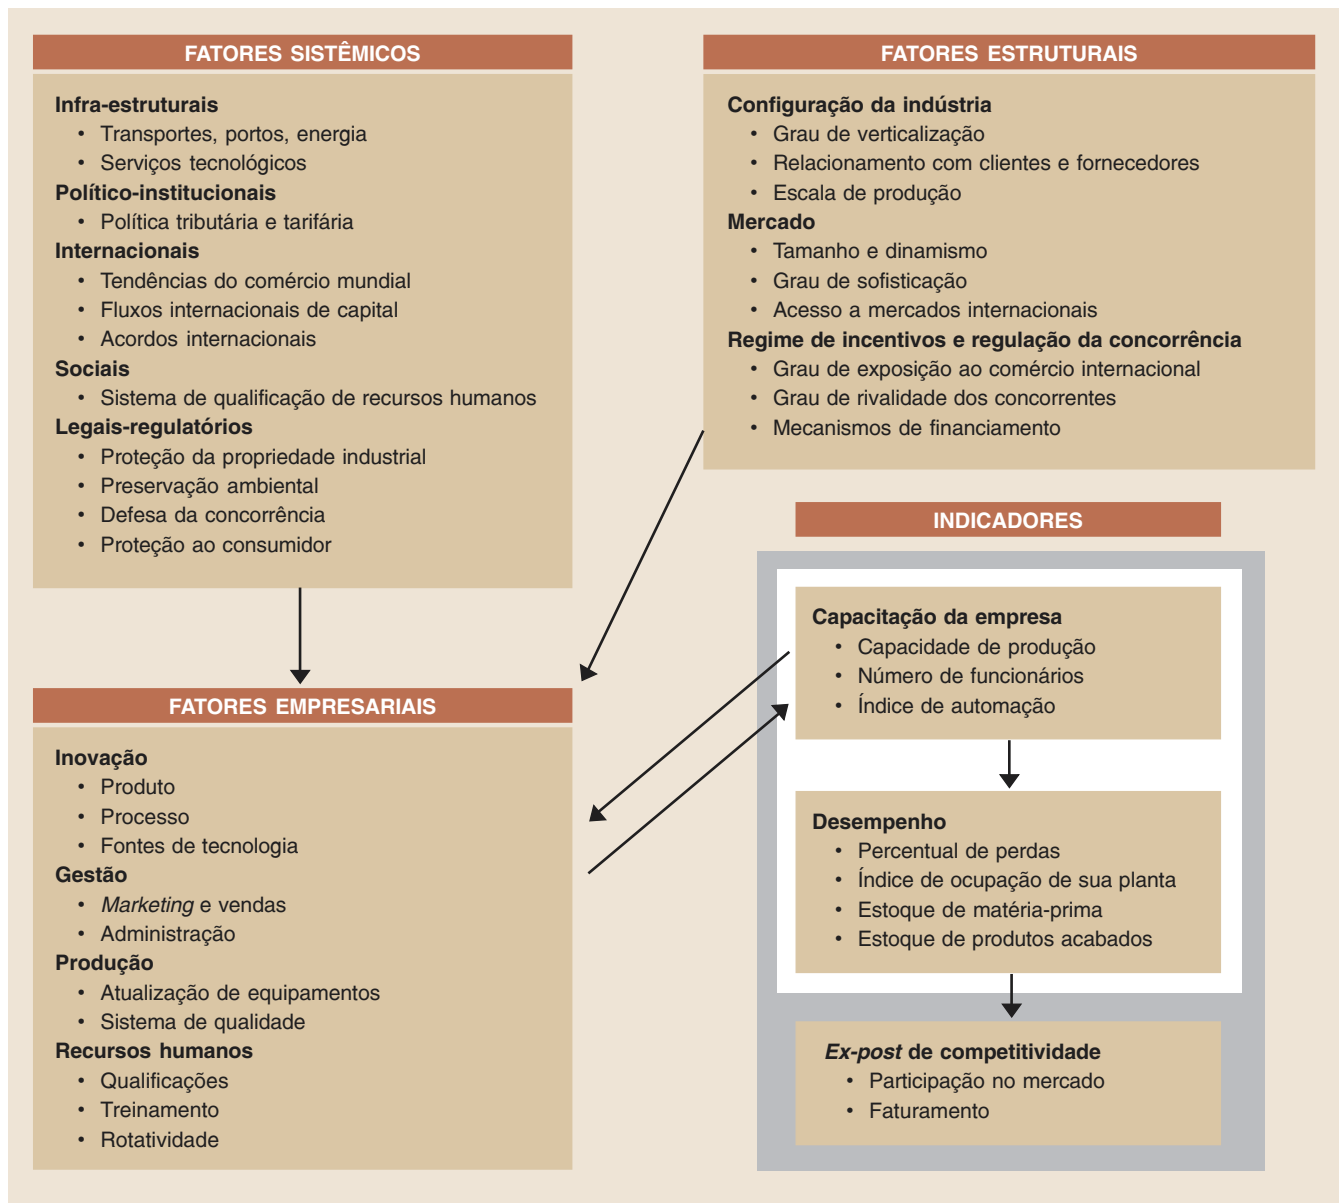 FATORES SISTÊMICOS
Infra-estruturais
• Transportes, portos, energia
• Serviços tecnológicos
Político-institucionais
• Política tributária e tarifária
Internacionais
• Tendências do comércio mundial
• Fluxos internacionais de capital
• Acordos internacionais
Sociais
• Sistema de qualificação de recursos humanos
Legais-regulatórios
• Proteção da propriedade industrial
• Preservação ambiental
• Defesa da concorrência
• Proteção ao consumidor
FATORES ESTRUTURAIS
Configuração da indústria
• Grau de verticalização
• Relacionamento com clientes e fornecedores
• Escala de produção
Mercado
• Tamanho e dinamismo
• Grau de sofisticação
• Acesso a mercados internacionais
Regime de incentivos e regulação da concorrência
• Grau de exposição ao comércio internacional
• Grau de rivalidade dos concorrentes
• Mecanismos de financiamento
FATORES EMPRESARIAIS
Inovação
• Produto
• Processo
• Fontes de tecnologia
Gestão
• Marketing e vendas
• Administração
Produção
• Atualização de equipamentos
• Sistema de qualidade
Recursos humanos
• Qualificações
• Treinamento
• Rotatividade
INDICADORES
Capacitação da empresa
• Capacidade de produção
• Número de funcionários
• Índice de automação
Desempenho
• Percentual de perdas
• Índice de ocupação de sua planta
• Estoque de matéria-prima
• Estoque de produtos acabados
Ex-post de competitividade
• Participação no mercado
• Faturamento